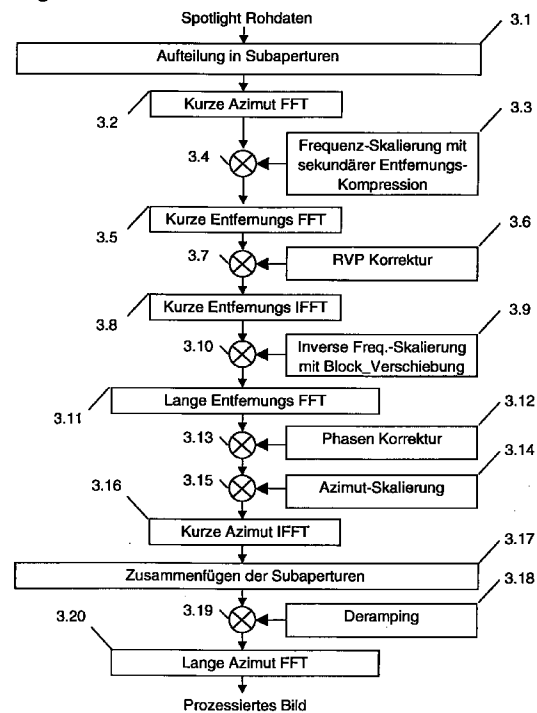 Spotlight Rohdaten
3.1
Aufteilung in Subaperturen
Kurze Azimut FFT
3.2
3.3
3.4
Frequenz-Skalierung mit
sekundärer Entfernungs-
Kompression
Kurze Entfernungs FFT
3.5
3.6
3.7
RVP Korrektur
Kurze Entfernungs IFFT
3.8
3.9
3.10
Inverse Freq.-Skalierung
mit Block_Verschiebung
Lange Entfernungs FFT
3.11
3.12
3.13
Phasen Korrektur
3.14
3.15
Azimut-Skalierung
3.16
Kurze Azimut IFFT
3.17
Zusammenfügen der Subaperturen
3.18
3.19
Deramping
3.20
Lange Azimut FFT
Prozessiertes Bild